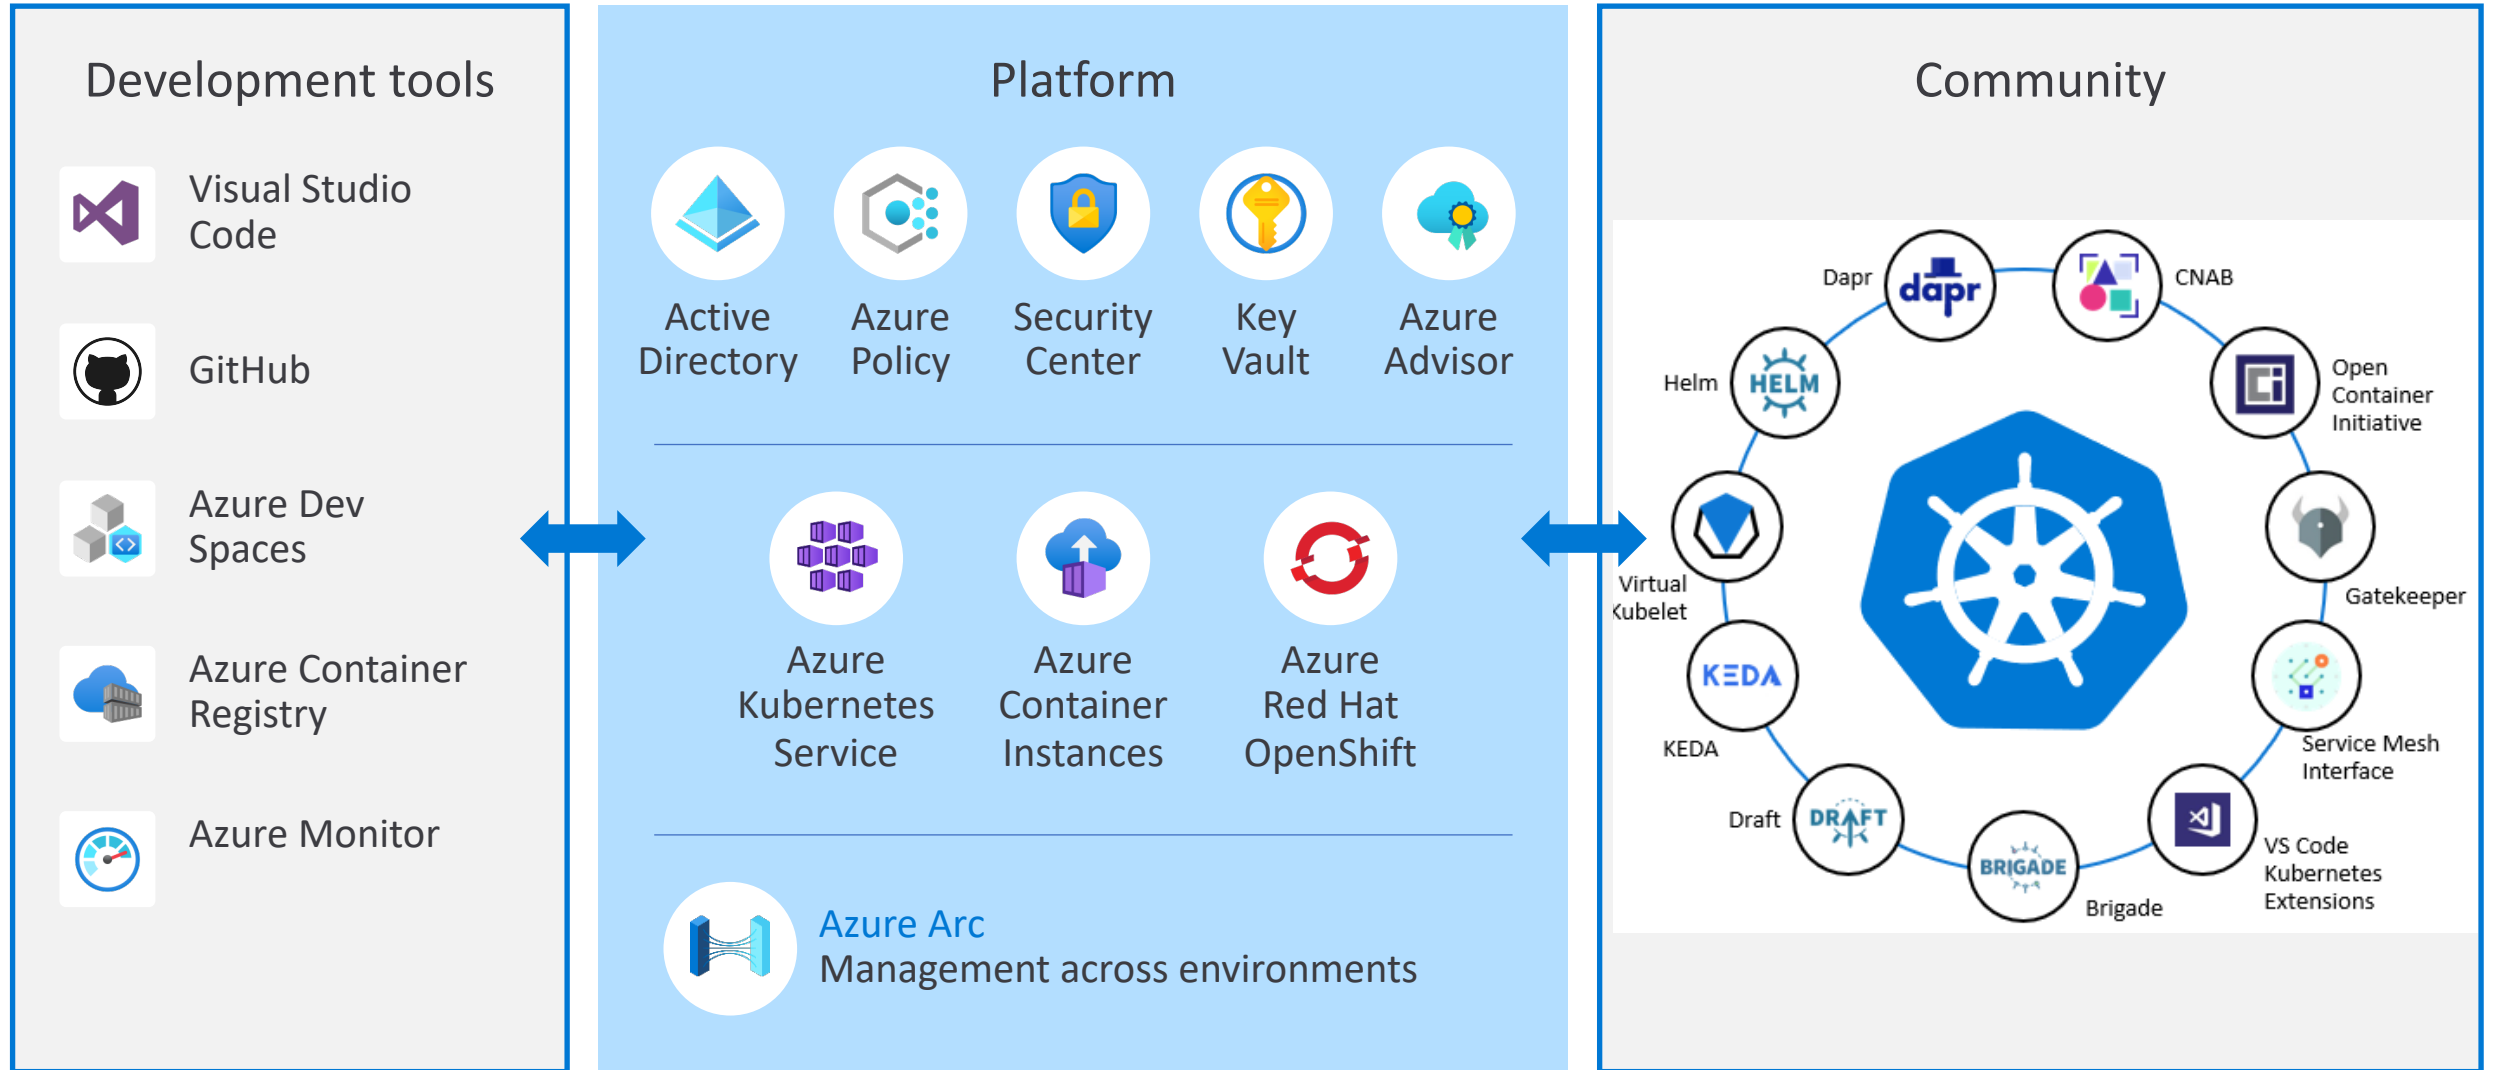 Development tools
Visual Studio
Code
GitHub
Azure Dev
Spaces
Azure Container
Registry
Azure Monitor
Platform
Active
Directory
Azure
Policy
Security
Center
Key
Vault
Azure
Advisor
Azure
Kubernetes
Service
Azure
Container
Instances
Azure
Red Hat
OpenShift
Azure Arc
Management across environments
Community
Dapr
dapr
CNAB
Helm
HELM
Open
Container
Initiative
Ci
Virtual
Kubelet
Gatekeeper
KEDA
KEDA
Service Mesh
Interface
Draft
DRAFT
BRIGADE
Brigade
VS Code
Kubernetes
Extensions